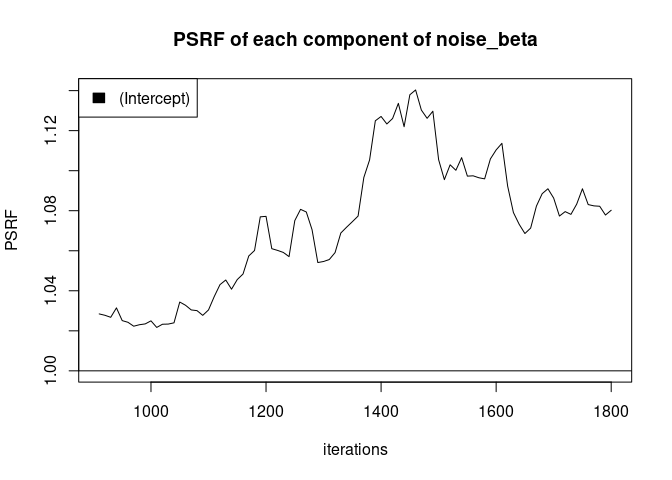 PSRF of each component of noise_beta
(Intercept)
PSRF
1.12
1.08
1.04
1.00
1000 1200 1400 1600 1800
iterations